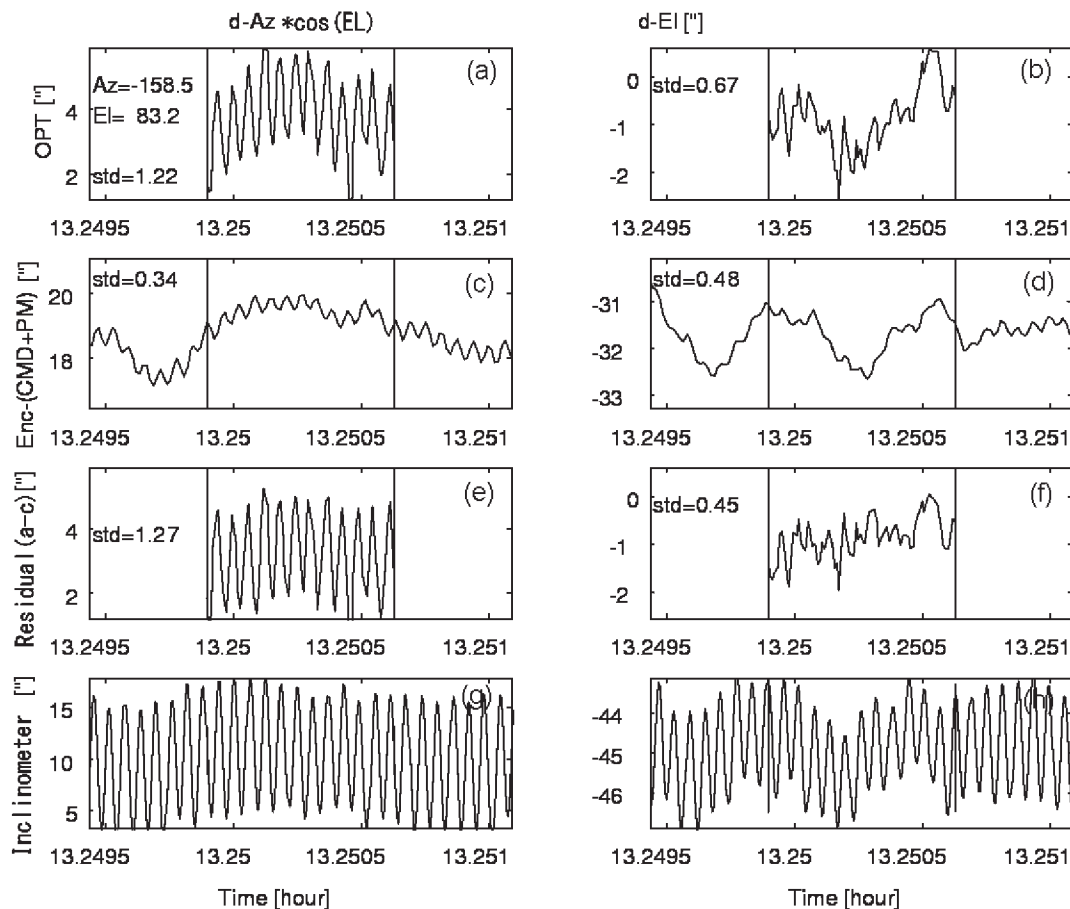 d-Az *cos (EL)
d-El ["]
OPT ["]
4
2
Az=-158.5
El= 83.2
std=1.22
(a)
13.2495 13.25 13.2505 13.251
0
-1
-2
std=0.67
(b)
13.2495 13.25 13.2505 13.251
Enc-(CMD+PM) ["]
20
18
std=0.34
(c)
13.2495 13.25 13.2505 13.251
-31
-32
-33
std=0.48
(d)
13.2495 13.25 13.2505 13.251
Residual (a-c) ["]
4
2
std=1.27
(e)
13.2495 13.25 13.2505 13.251
0
-1
-2
std=0.45
(f)
13.2495 13.25 13.2505 13.251
Inclinometer ["]
15
10
5
(g)
13.2495 13.25 13.2505 13.251
Time [hour]
-44
-45
-46
(h)
13.2495 13.25 13.2505 13.251
Time [hour]